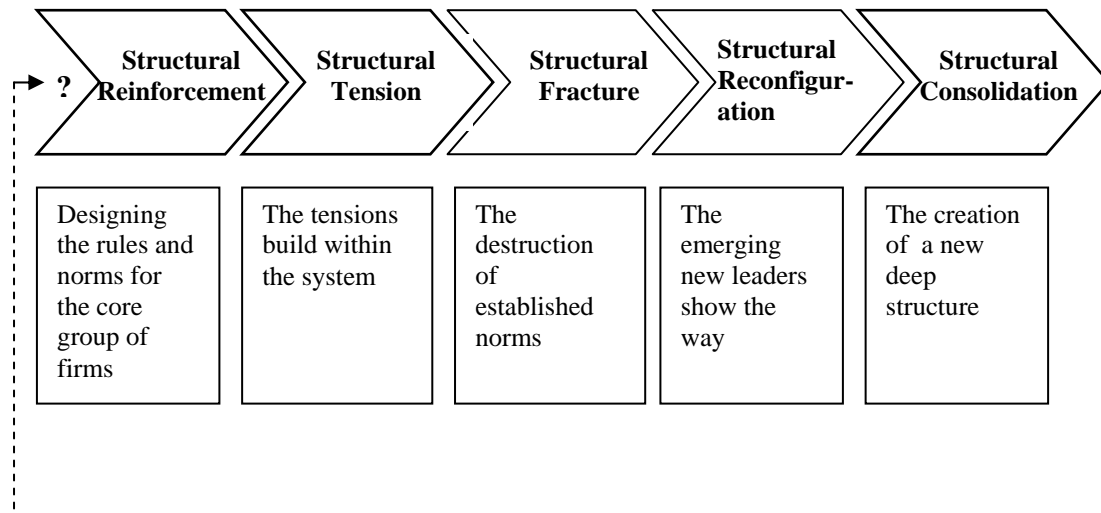 ?
Structural
Reinforcement
Structural
Tension
Structural
Fracture
Structural
Reconfigur-
ation
Structural
Consolidation
Designing
the rules and
norms for
the core
group of
firms
The tensions
build within
the system
The
destruction
of
established
norms
The
emerging
new leaders
show the
way
The creation
of a new
deep
structure